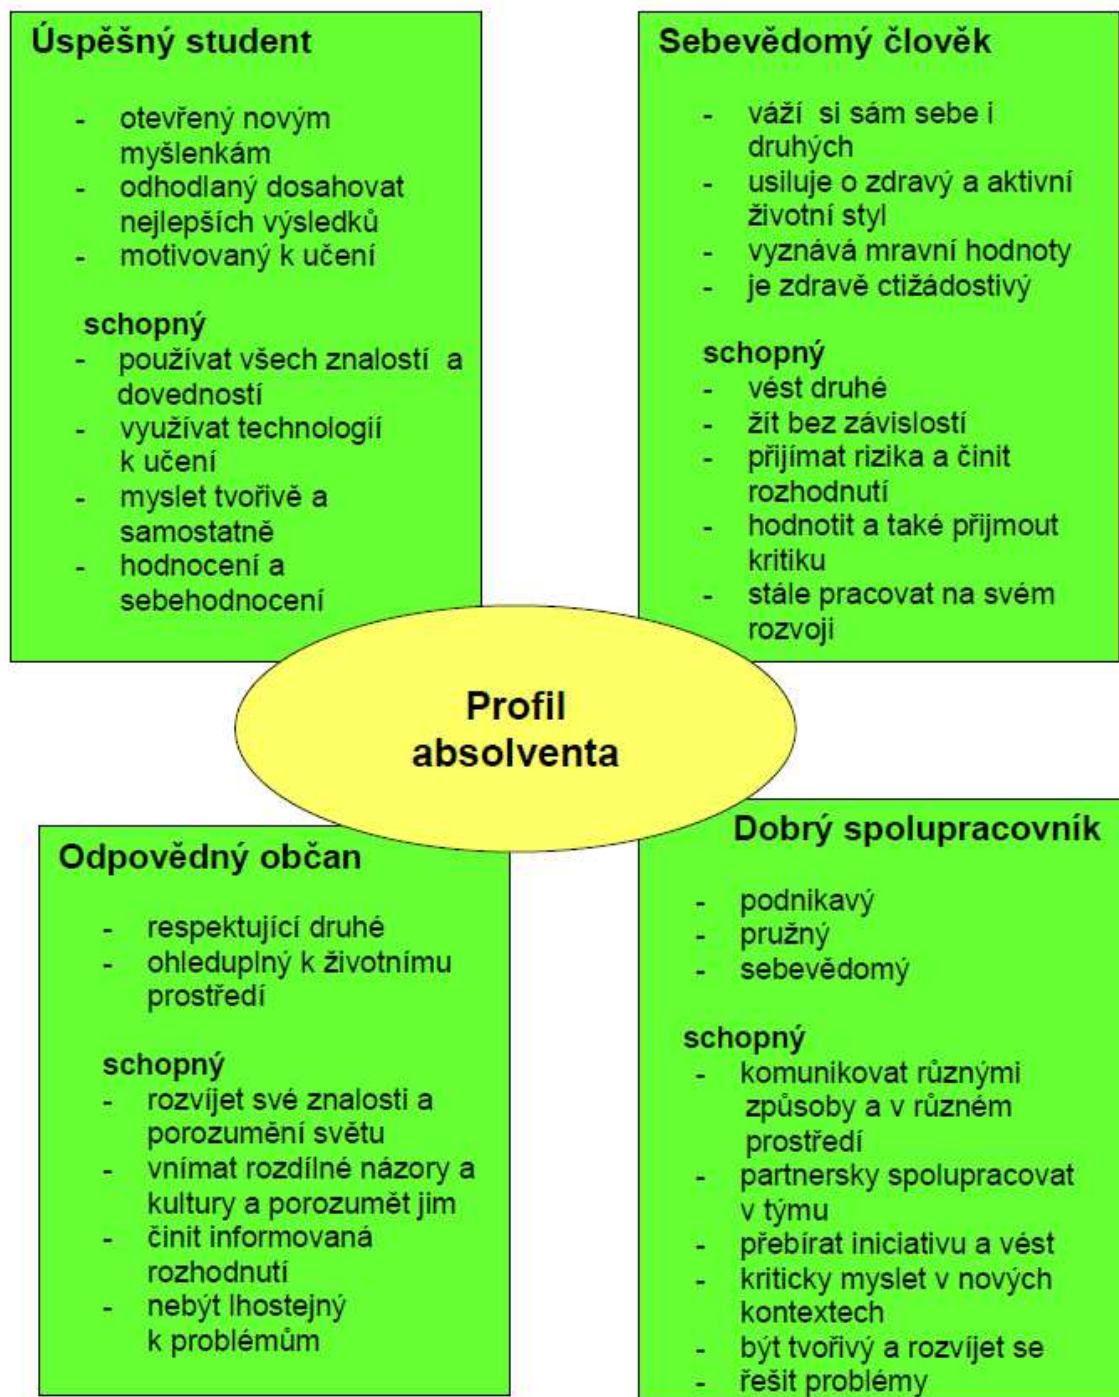 Úspěšný student
- otevřený novým
myšlenkám
- odhodlaný dosahovat
nejlepších výsledků
- motivovaný k učení
schopný
- používat všech znalostí a
dovedností
- využívat technologií
k učení
- myslet tvořivě a
samostatně
- hodnocení a
sebehodnocení
Sebevědomý člověk
- váží si sám sebe i
druhých
- usiluje o zdravý a aktivní
životní styl
- vyznává mravní hodnoty
- je zdravě ctižádostivý
schopný
- vést druhé
- žít bez závislostí
- přijímat rizika a činit
rozhodnutí
- hodnotit a také přijmout
kritiku
- stále pracovat na svém
rozvoji
Profil
absolventa
Odpovědný občan
- respektující druhé
- ohleduplný k životnímu
prostředí
schopný
- rozvíjet své znalosti a
porozumění světu
- vnímat rozdílné názory a
kultury a porozumět jim
- činit informovaná
rozhodnutí
- nebýt lhostejný
k problémům
Dobrý spolupracovník
- podnikavý
- pružný
- sebevědomý
schopný
- komunikovat různými
způsoby a v různém
prostředí
- partnersky spolupracovat
v týmu
- přebírat iniciativu a vést
- kriticky myslet v nových
kontextech
- být tvořivý a rozvíjet se
- řešit problémy